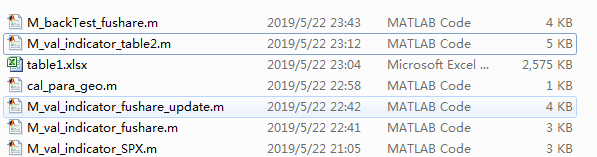 M_backTest_fushare.m 2019/5/22 23:43 MATLAB Code 4 KB
M_val_indicator_table2.m 2019/5/22 23:12 MATLAB Code 5 KB
table1.xlsx 2019/5/22 23:04 Microsoft Excel ... 2,575 KB
cal_para_geo.m 2019/5/22 22:58 MATLAB Code 1 KB
M_val_indicator_fushare_update.m 2019/5/22 22:42 MATLAB Code 4 KB
M_val_indicator_fushare.m 2019/5/22 22:41 MATLAB Code 3 KB
M_val_indicator_SPX.m 2019/5/22 21:05 MATLAB Code 3 KB